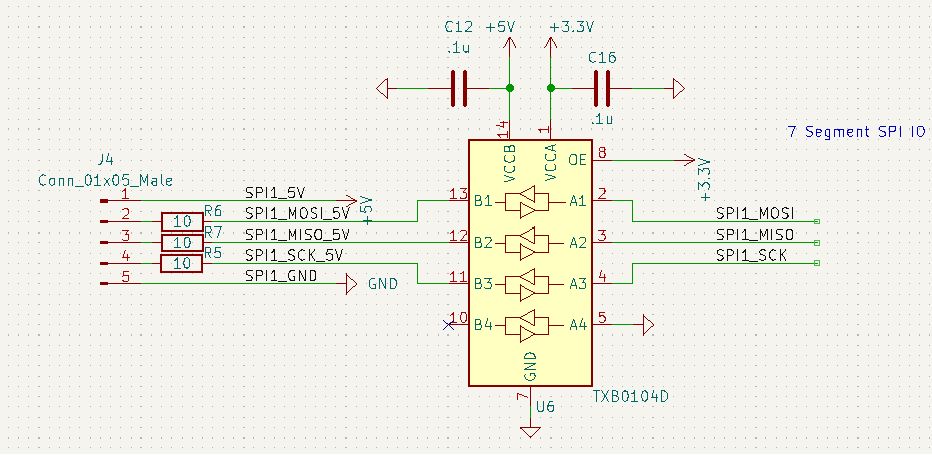 C12 +5V +3.3V
.1u C16
.1u
7 Segment SPI IO
14 1
VCCB VCCA OE 8
+3.3V
J4
Conn_01x05_Male
1 SPI1_5V +5V 13 B1 A1 2
2 10 R6 SPI1_MOSI_5V SPI1_MOSI
3 10 R7 SPI1_MISO_5V 12 B2 A2 3 SPI1_MISO
4 10 R5 SPI1_SCK_5V SPI1_SCK
5 SPI1_GND GND 11 B3 A3 4
10 B4 A4 5
GND
7 U6 TXB0104D